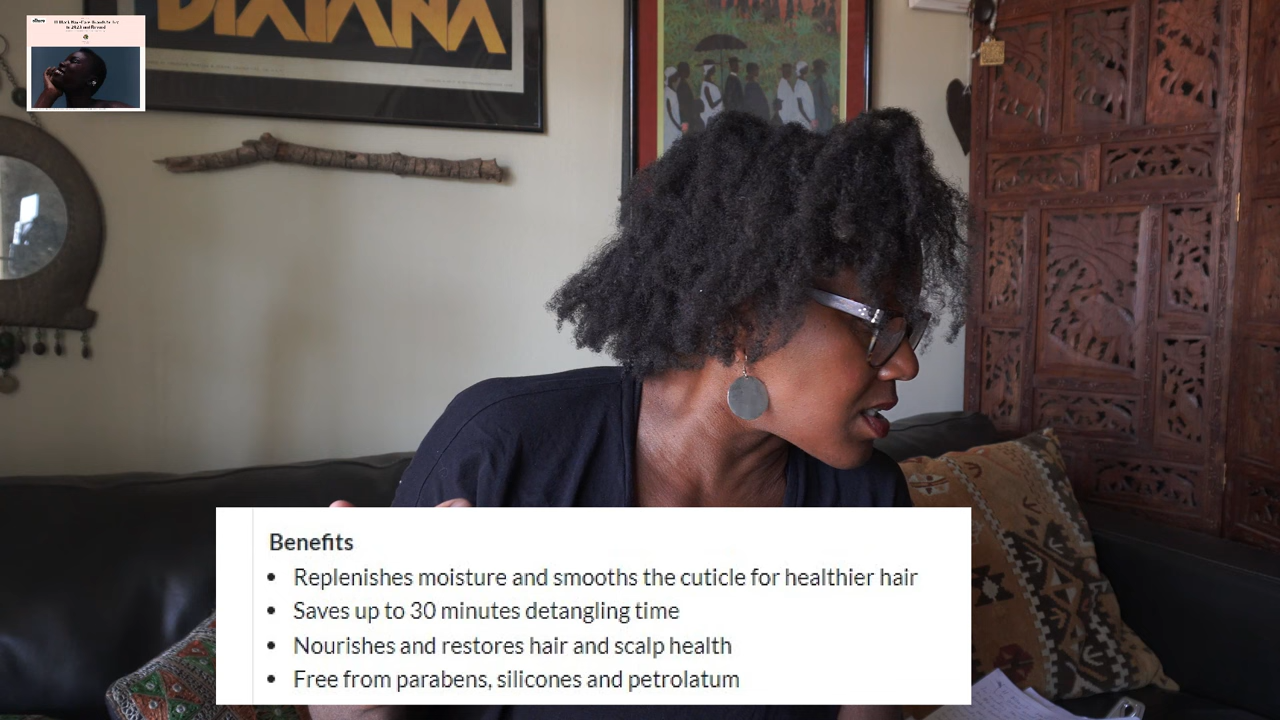 DIXIANA
Benefits
• Replenishes moisture and smooths the cuticle for healthier hair
• Saves up to 30 minutes detangling time
• Nourishes and restores hair and scalp health
• Free from parabens, silicones and petrolatum